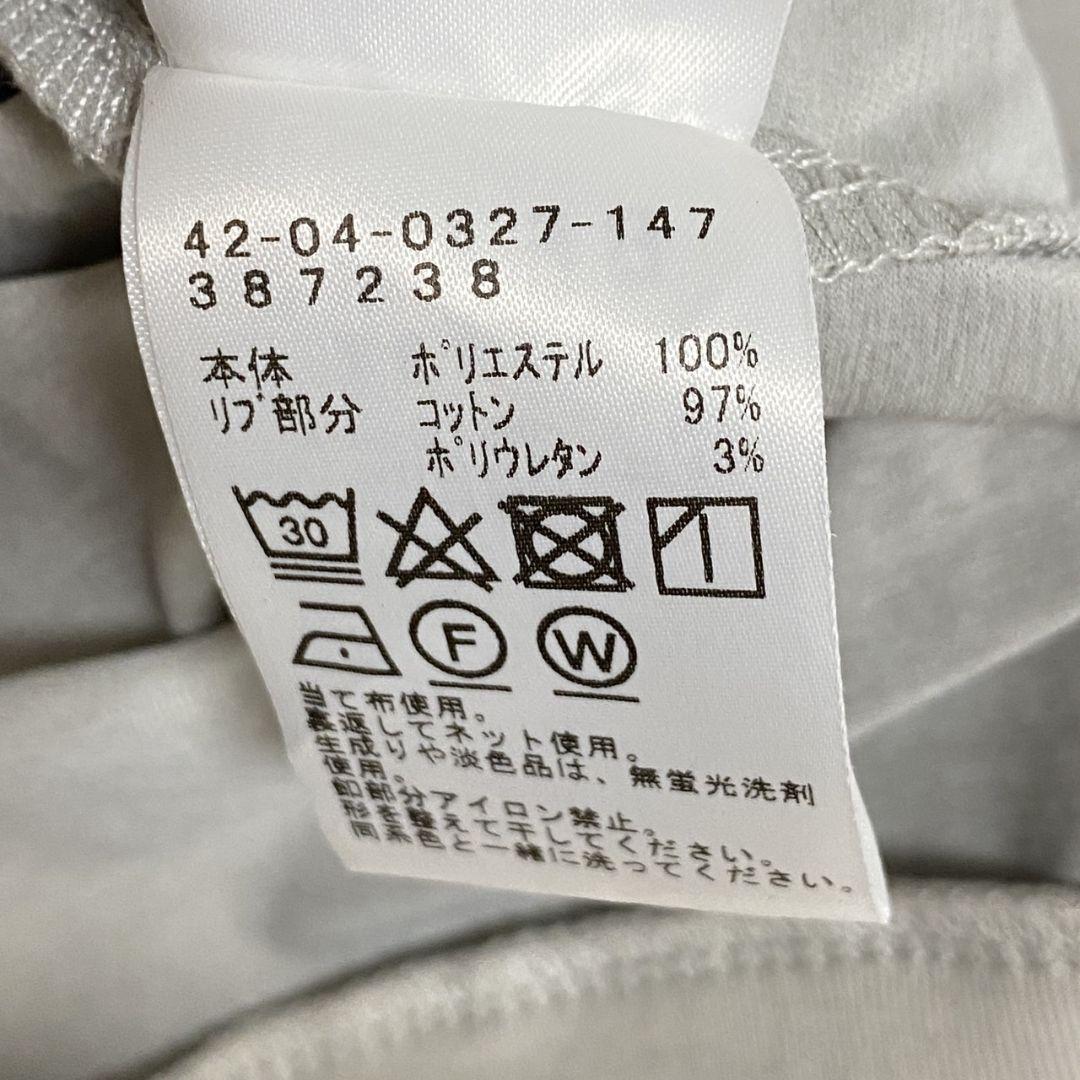 42-04-0327-147
387238
本体 ポリエステル 100%
リブ部分 コットン 97%
ポリウレタン 3%
30
F W
当て布使用。
裏返してネット使用。
生成りや淡色品は、無蛍光洗剤
使用。
釦部分アイロン禁止。
形を整えて干してください。
同系色と一緒に洗ってください。